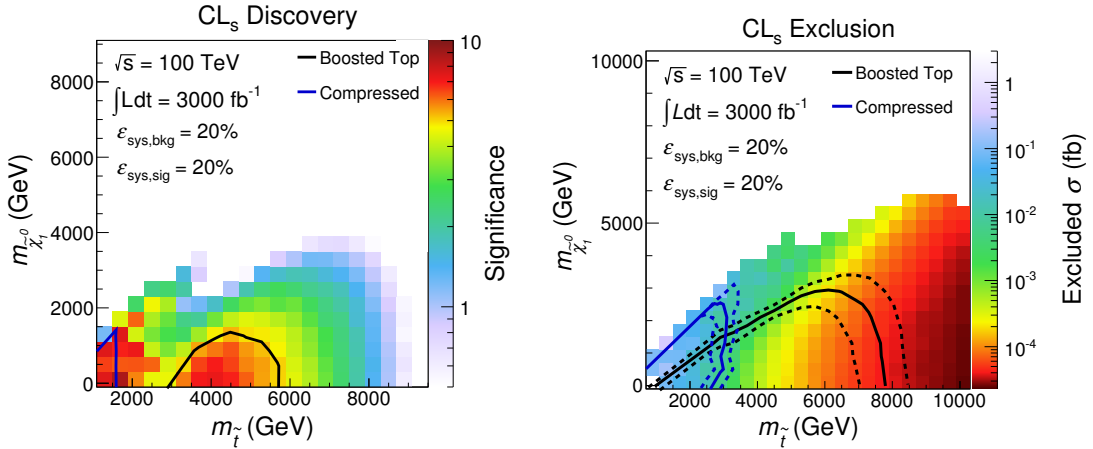 CLs Discovery
√s = 100 TeV
∫Ldt = 3000 fb-1
εsys,bkg = 20%
εsys,sig = 20%
Boosted Top
Compressed
8000
6000
4000
2000
0
2000 4000 6000 8000
mχ̃10 (GeV)
mt̃ (GeV)
10
1
Significance
CLs Exclusion
√s = 100 TeV
∫Ldt = 3000 fb-1
εsys,bkg = 20%
εsys,sig = 20%
Boosted Top
Compressed
10000
5000
0
2000 4000 6000 8000 10000
mχ̃10 (GeV)
mt̃ (GeV)
1
10-1
10-2
10-3
10-4
Excluded σ (fb)